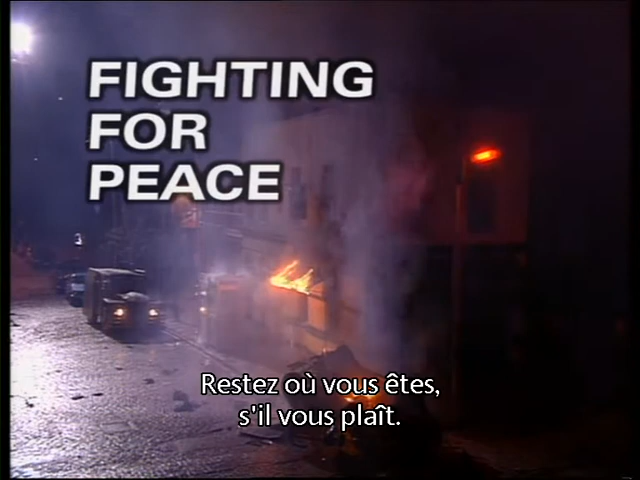 FIGHTING
FOR
PEACE
Restez où vous êtes,
s'il vous plaît.